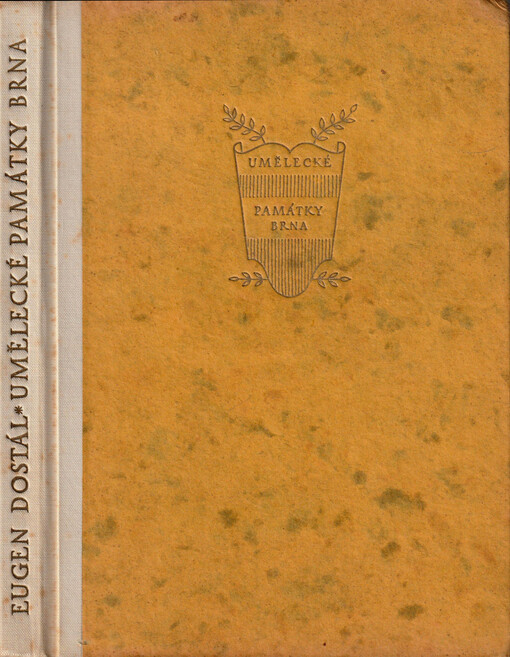 EUGEN DOSTÁL * UMĚLECKÉ PAMÁTKY BRNA
UMĚLECKÉ
PAMÁTKY
BRNA